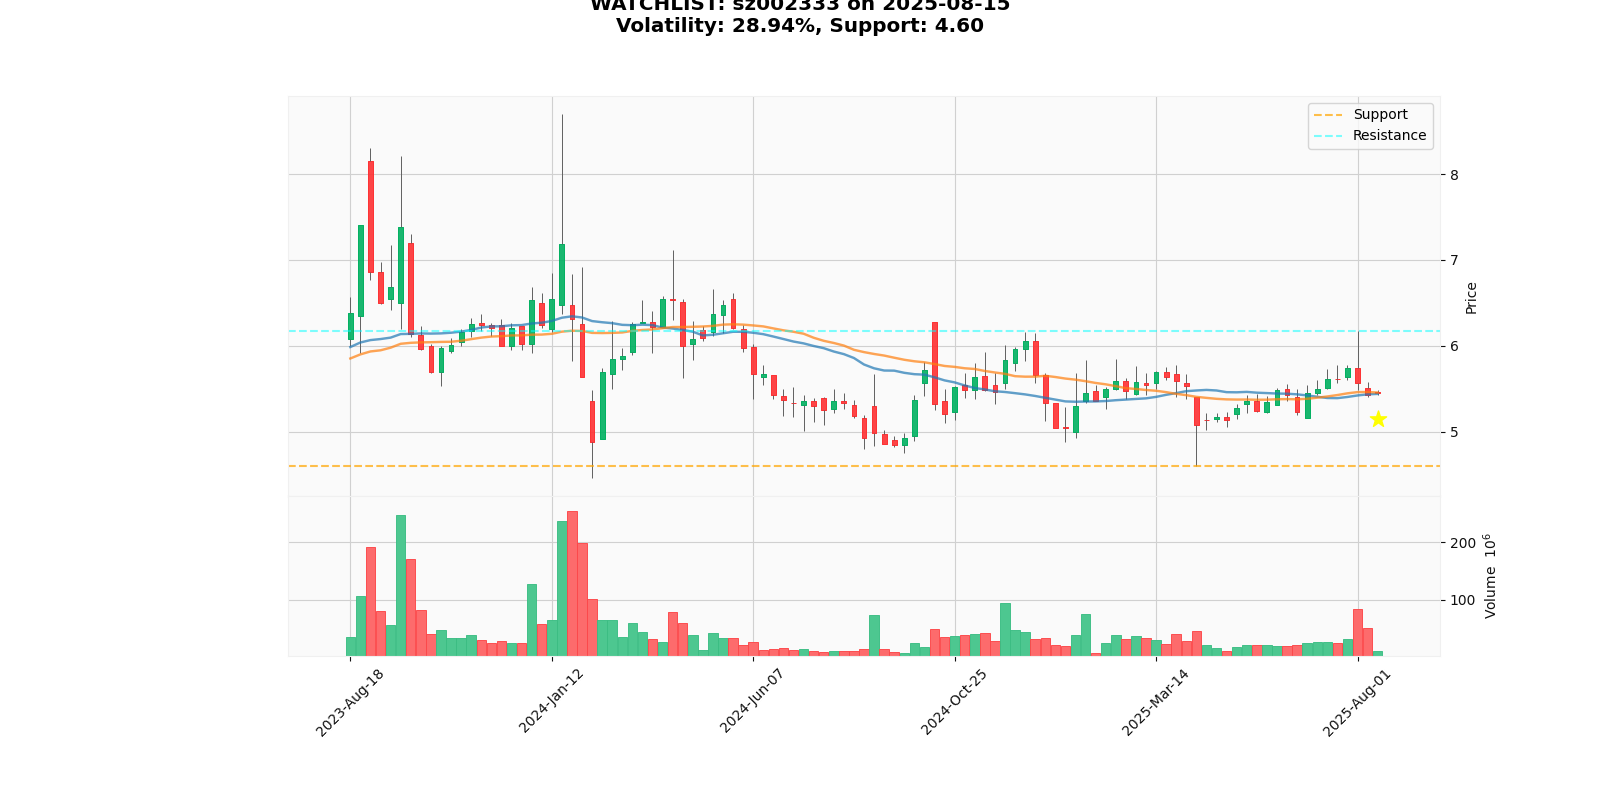 WATCHLIST: sz002333 on 2025-08-15
Volatility: 28.94%, Support: 4.60
Support
Resistance
8
7
6
5
Price
200
100
Volume 10⁶
2023-Aug-18
2024-Jan-12
2024-Jun-07
2024-Oct-25
2025-Mar-14
2025-Aug-01